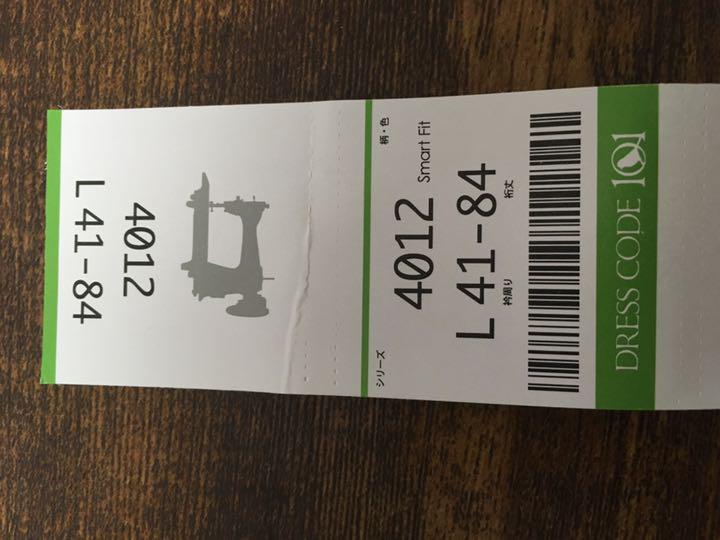 4012
L 41-84
シリーズ 柄・色
4012 Smart Fit
L 41-84
衿周り 裄丈
DRESS CODE 101